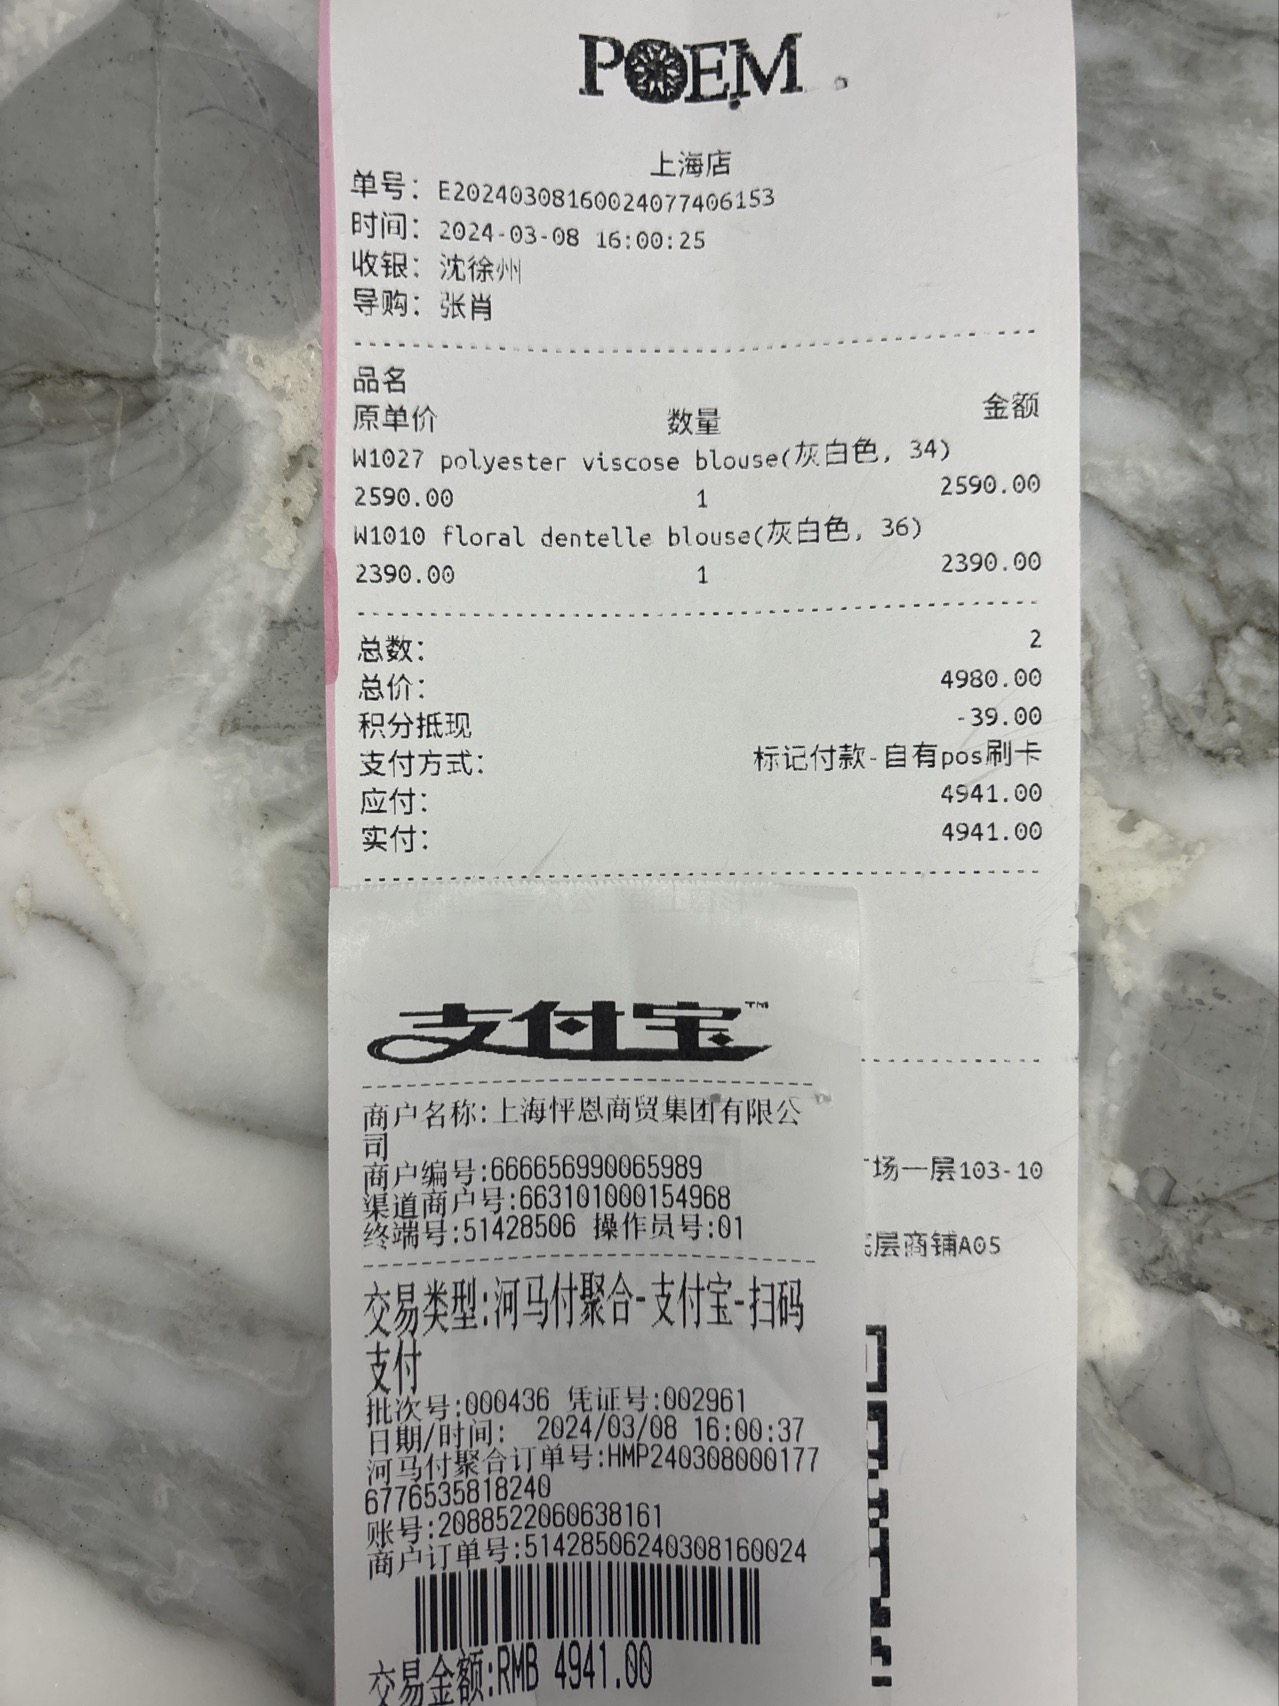 POEM
上海店
单号：E20240308160024077406153
时间：2024-03-08 16:00:25
收银：沈徐州
导购：张肖
品名
原单价 数量 金额
W1027 polyester viscose blouse(灰白色, 34)
2590.00 1 2590.00
W1010 floral dentelle blouse(灰白色, 36)
2390.00 1 2390.00
总数： 2
总价： 4980.00
积分抵现 -39.00
支付方式： 标记付款-自有pos刷卡
应付： 4941.00
实付： 4941.00
场一层103-10
层商铺A05
支付宝™
商户名称:上海怦恩商贸集团有限公
司
商户编号:666656990065989
渠道商户号:663101000154968
终端号:51428506 操作员号:01
交易类型:河马付聚合-支付宝-扫码
支付
批次号:000436 凭证号:002961
日期/时间: 2024/03/08 16:00:37
河马付聚合订单号:HMP240308000177
6776535818240
账号:2088522060638161
商户订单号:514285062403081600​24
交易金额:RMB 4941.00